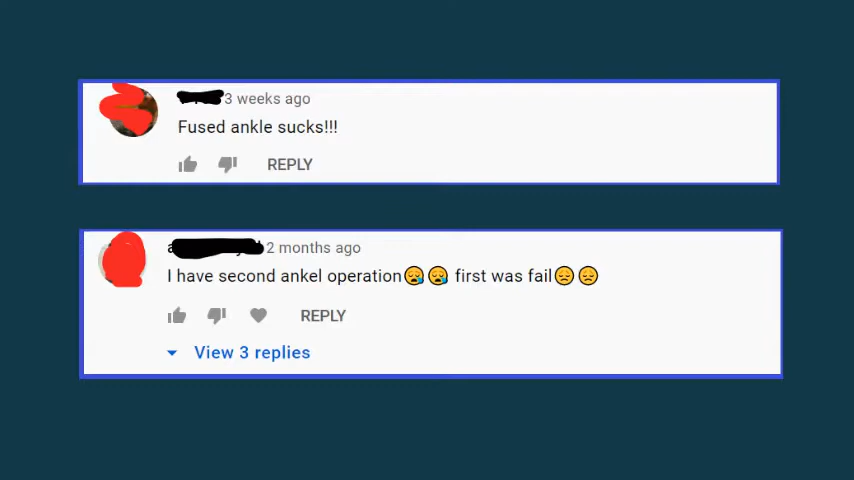 3 weeks ago
Fused ankle sucks!!!
REPLY
2 months ago
I have second ankel operation😪😪 first was fail😞😞
REPLY
View 3 replies